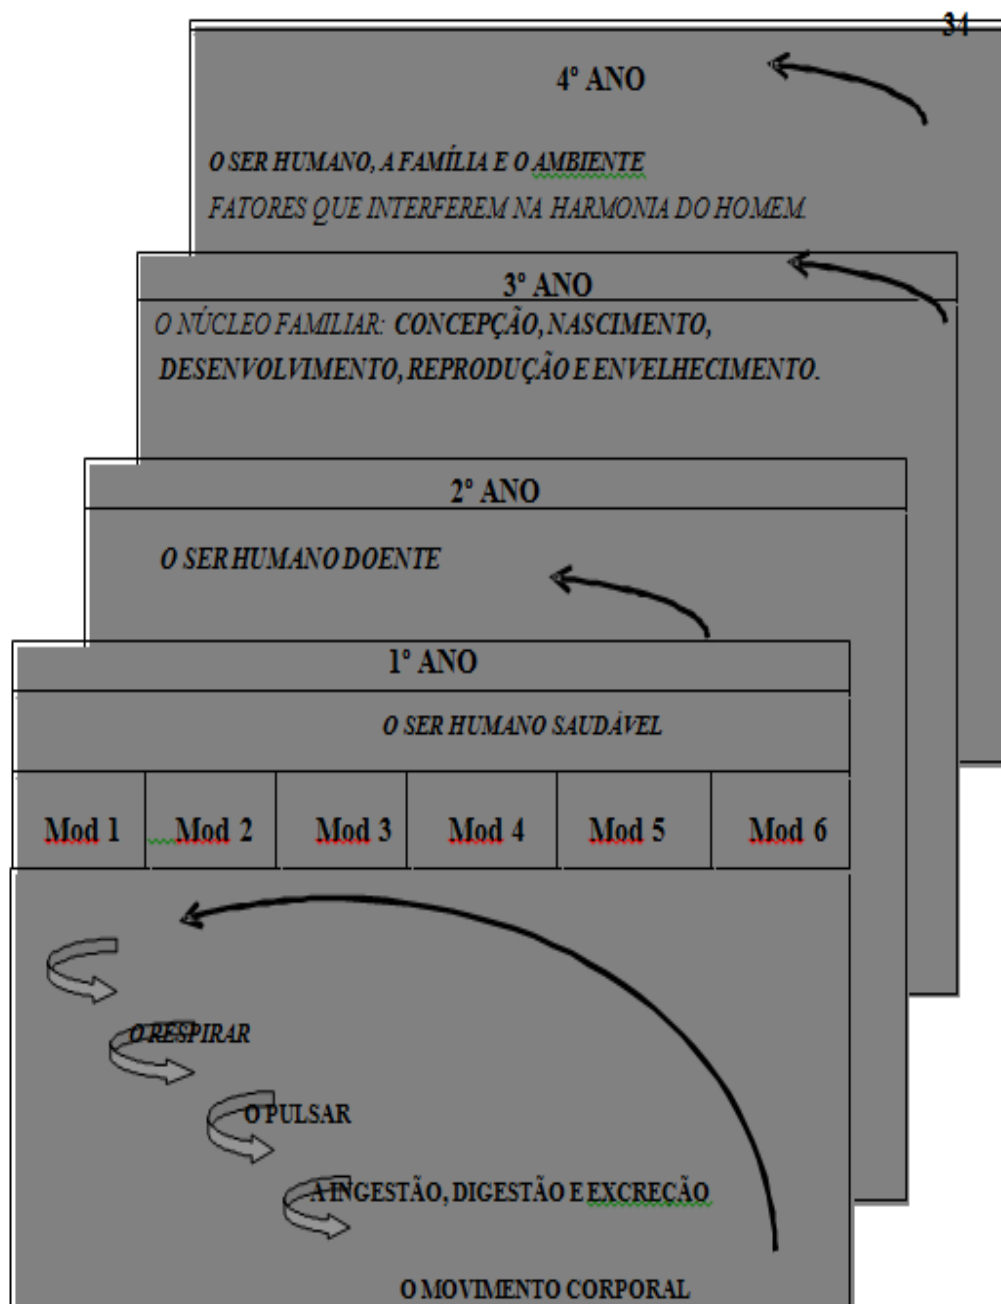 34
4º ANO
O SER HUMANO, A FAMÍLIA E O AMBIENTE
FATORES QUE INTERFEREM NA HARMONIA DO HOMEM.
3º ANO
O NÚCLEO FAMILIAR: CONCEPÇÃO, NASCIMENTO,
DESENVOLVIMENTO, REPRODUÇÃO E ENVELHECIMENTO.
2º ANO
O SER HUMANO DOENTE
1º ANO
O SER HUMANO SAUDÁVEL
Mod 1 Mod 2 Mod 3 Mod 4 Mod 5 Mod 6
O RESPIRAR
O PULSAR
A INGESTÃO, DIGESTÃO E EXCREÇÃO
O MOVIMENTO CORPORAL